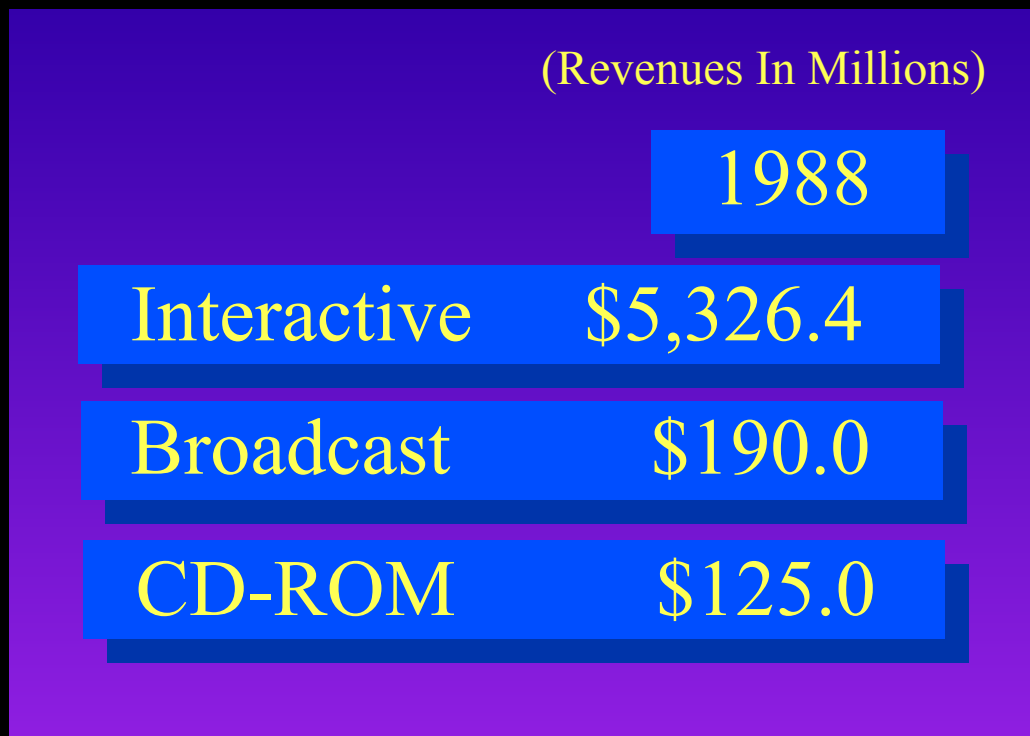 (Revenues In Millions)
1988
Interactive $5,326.4
Broadcast $190.0
CD-ROM $125.0